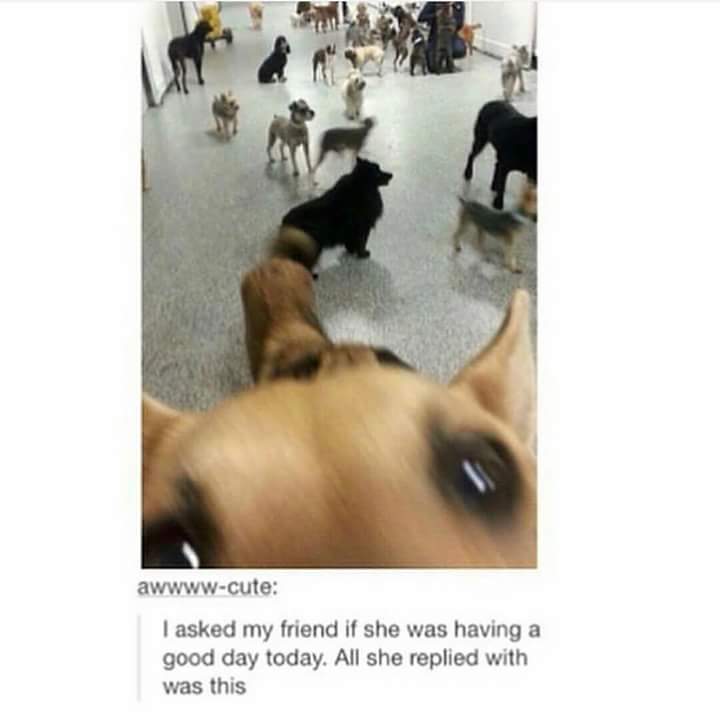 awwww-cute:
I asked my friend if she was having a
good day today. All she replied with
was this